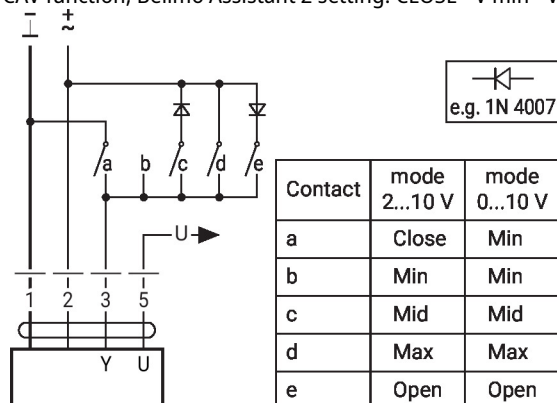 CAV function, Belimo Assistant 2 setting: CLOSE V min V
⊥ ~
− +
e.g. 1N 4007
a b c d e
Contact mode 2...10 V mode 0...10 V
a Close Min
b Min Min
c Mid Mid
d Max Max
e Open Open
U
1 2 3 5
Y U